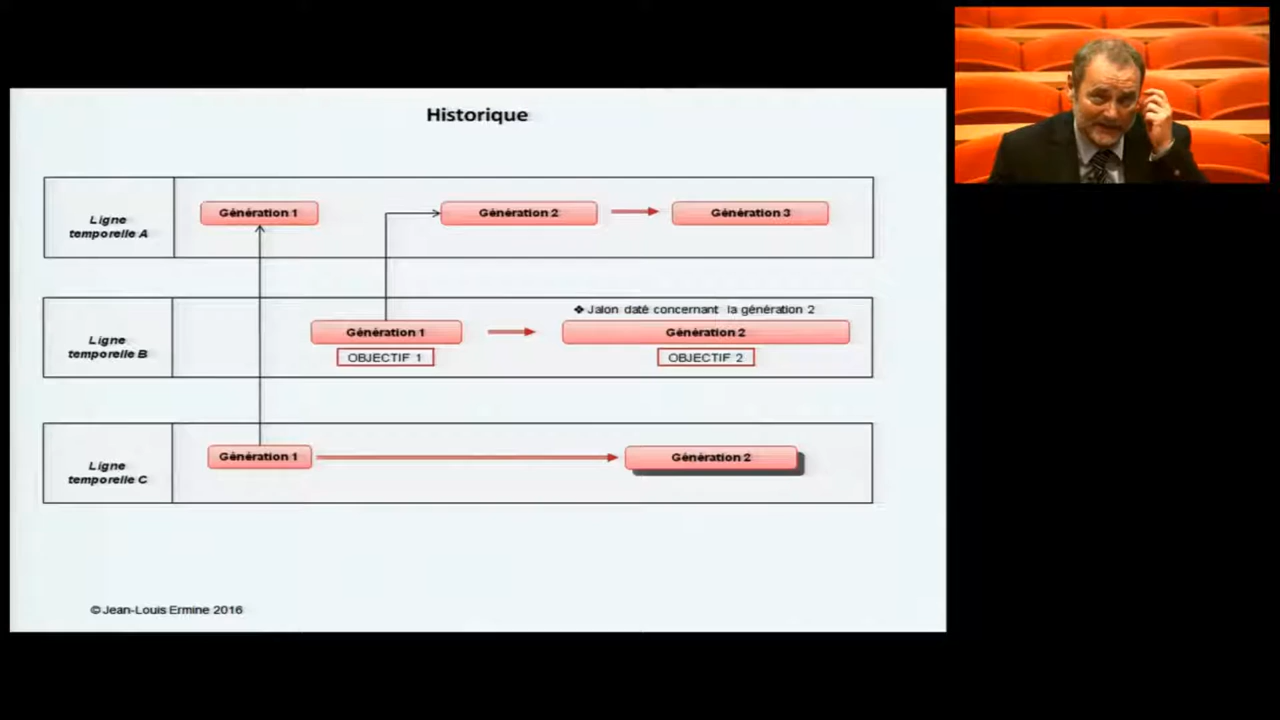 Historique
Ligne
temporelle A
Génération 1
Génération 2
Génération 3
Ligne
temporelle B
❖ Jalon daté concernant la génération 2
Génération 1
Génération 2
OBJECTIF 1
OBJECTIF 2
Ligne
temporelle C
Génération 1
Génération 2
©Jean-Louis Ermine 2016